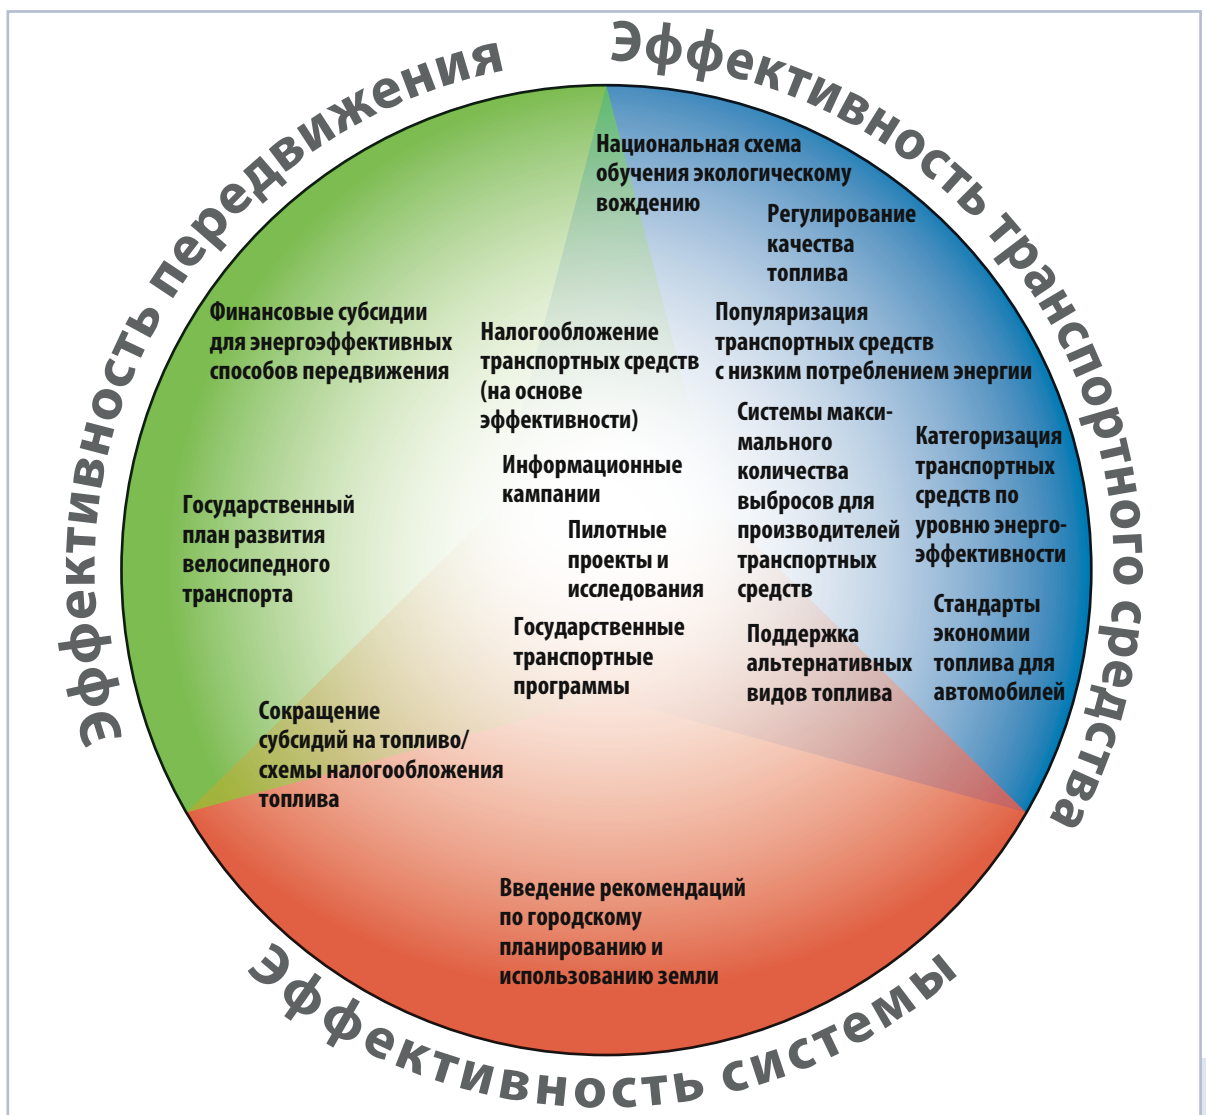 Эффективность передвижения
Эффективность транспортного средства
Национальная схема
обучения экологическому
вождению
Регулирование
качества
топлива
Финансовые субсидии
для энергоэффективных
способов передвижения
Налогообложение
транспортных средств
(на основе
эффективности)
Популяризация
транспортных средств
с низким потреблением энергии
Системы макси-
мального
количества
выбросов для
производителей
транспортных
средств
Категоризация
транспортных
средств по
уровню энерго-
эффективности
Информационные
кампании
Государственный
план развития
велосипедного
транспорта
Пилотные
проекты и
исследования
Государственные
транспортные
программы
Поддержка
альтернативных
видов топлива
Стандарты
экономии
топлива для
автомобилей
Сокращение
субсидий на топливо/
схемы налогообложения
топлива
Введение рекомендаций
по городскому
планированию и
использованию земли
Эффективность системы